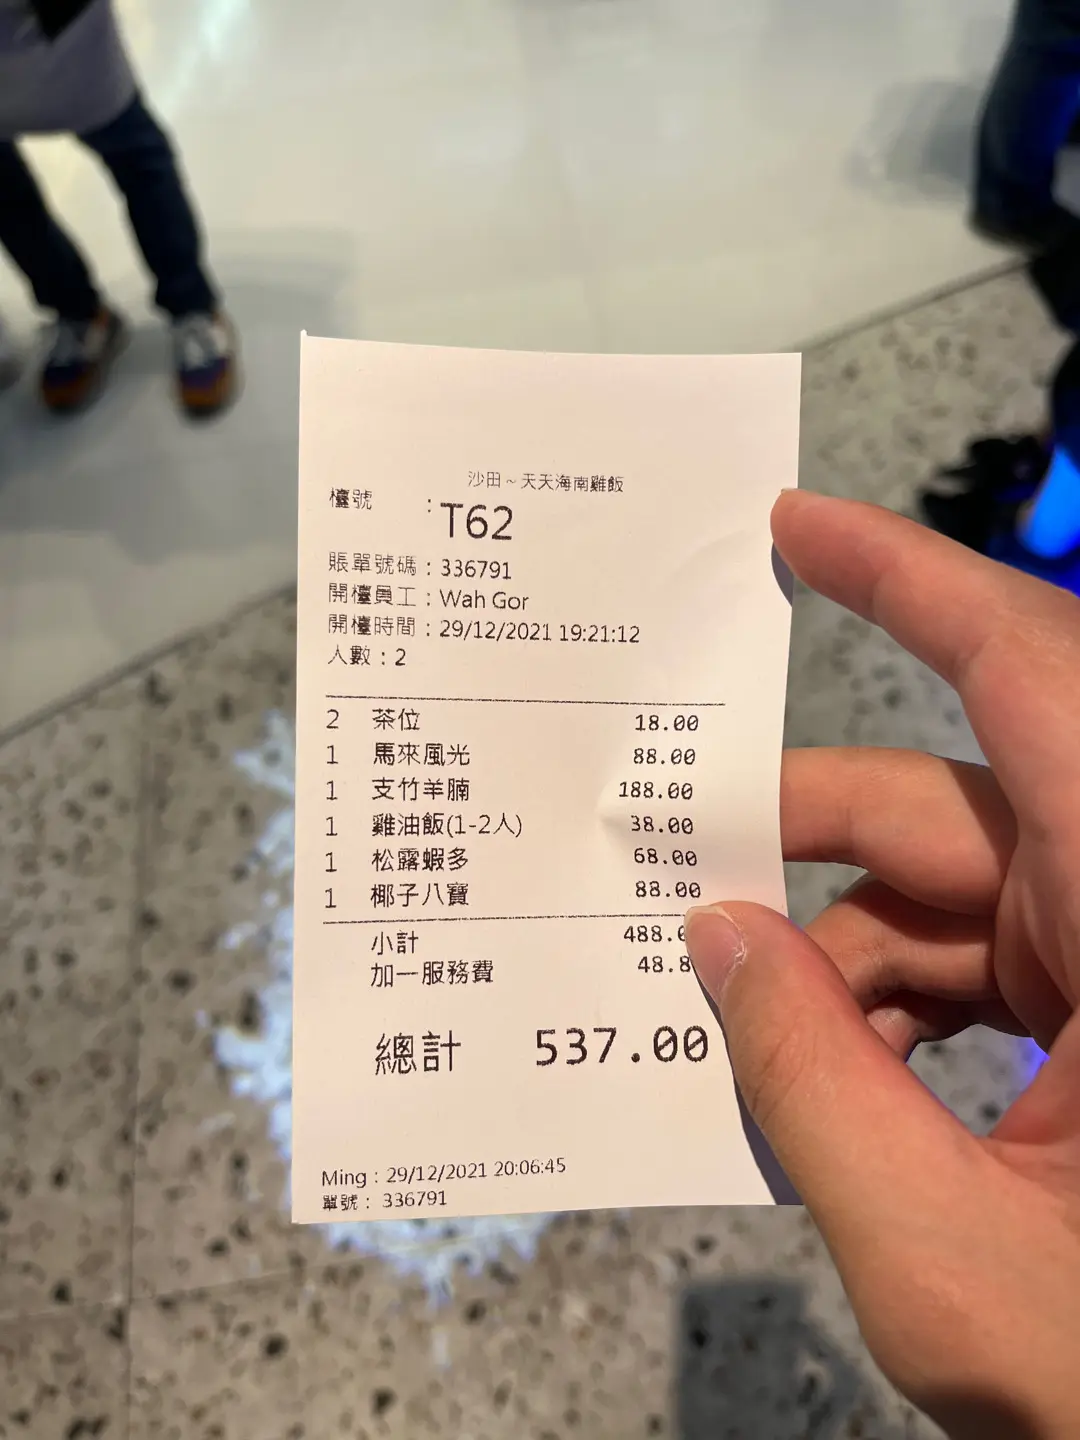 沙田~天天海南雞飯
檯號 : T62
賬單號碼 : 336791
開檯員工 : Wah Gor
開檯時間 : 29/12/2021 19:21:12
人數 : 2
2 茶位 18.00
1 馬來風光 88.00
1 支竹羊腩 188.00
1 雞油飯(1-2人) 38.00
1 松露蝦多 68.00
1 椰子八寶 88.00
小計 488.0
加一服務費 48.8
總計 537.00
Ming : 29/12/2021 20:06:45
單號 : 336791